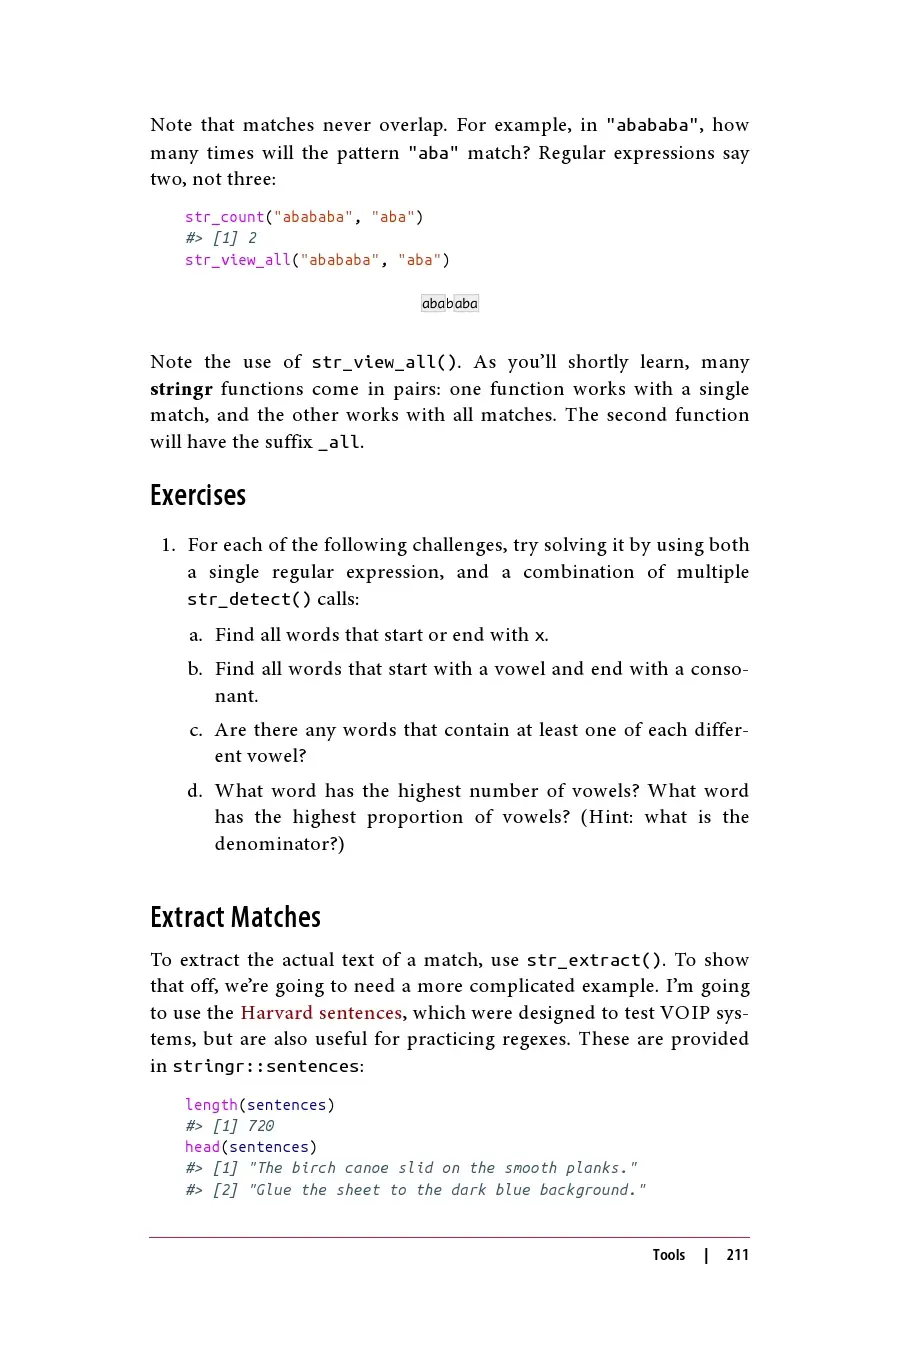 Note that matches never overlap. For example, in "abababa", how
many times will the pattern "aba" match? Regular expressions say
two, not three:
str_count("abababa", "aba")
#> [1] 2
str_view_all("abababa", "aba")
abababa
Note the use of str_view_all(). As you’ll shortly learn, many
stringr functions come in pairs: one function works with a single
match, and the other works with all matches. The second function
will have the suffix _all.
Exercises
1. For each of the following challenges, try solving it by using both
a single regular expression, and a combination of multiple
str_detect() calls:
a. Find all words that start or end with x.
b. Find all words that start with a vowel and end with a conso-
nant.
c. Are there any words that contain at least one of each differ-
ent vowel?
d. What word has the highest number of vowels? What word
has the highest proportion of vowels? (Hint: what is the
denominator?)
Extract Matches
To extract the actual text of a match, use str_extract(). To show
that off, we’re going to need a more complicated example. I’m going
to use the Harvard sentences, which were designed to test VOIP sys-
tems, but are also useful for practicing regexes. These are provided
in stringr::sentences:
length(sentences)
#> [1] 720
head(sentences)
#> [1] "The birch canoe slid on the smooth planks."
#> [2] "Glue the sheet to the dark blue background."
Tools | 211